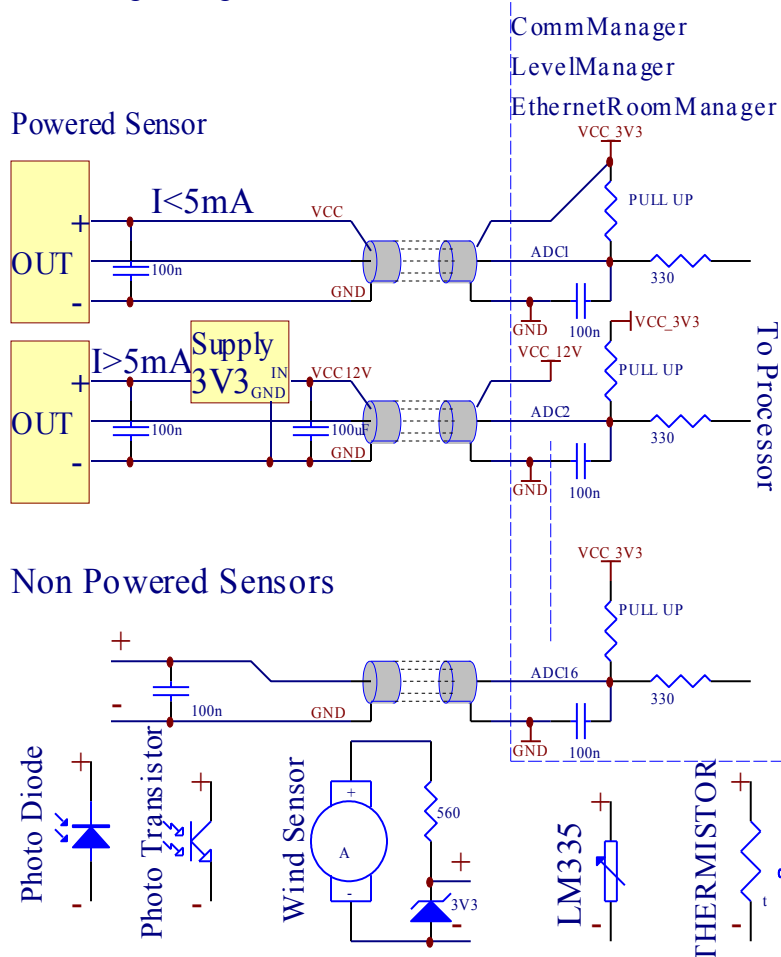 CommManager
LevelManager
EthernetRoomManager
Powered Sensor
VCC_3V3
I<5mA
VCC
PULL UP
+
OUT
-
100n
ADC1
330
GND
GND
100n
VCC_3V3
I>5mA
Supply
3V3
IN
GND
VCC12V
VCC_12V
PULL UP
+
OUT
-
100n
100uF
ADC2
330
GND
GND
100n
To Processor
Non Powered Sensors
VCC_3V3
PULL UP
+
-
100n
GND
ADC16
330
GND
100n
Photo Diode
+
-
Photo Transistor
+
-
Wind Sensor
+
A
-
560
+
3V3
-
LM335
+
-
THERMISTOR
+
t
-